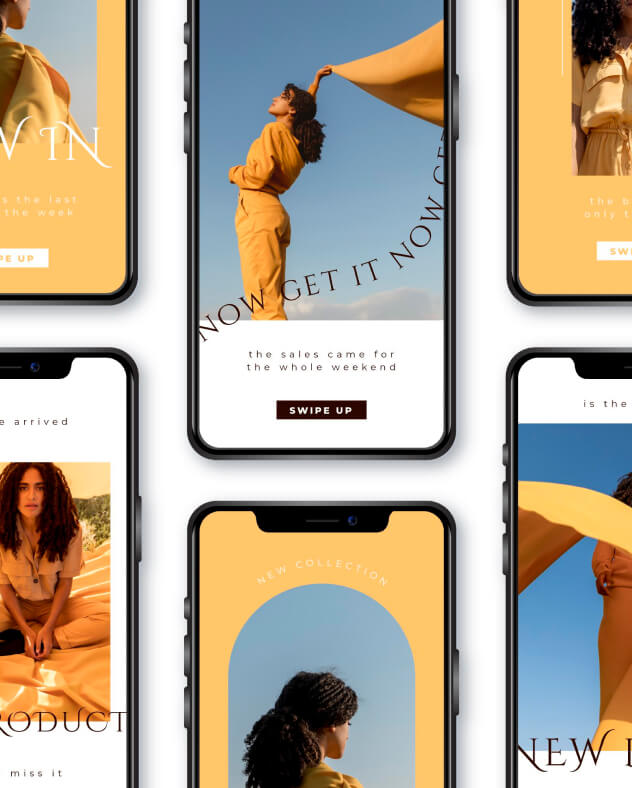 W IN
s the last
the week
PE UP
NOW GET IT NOW GE
the sales came for
the whole weekend
SWIPE UP
the b
only t
SWI
e arrived
RODUCT
miss it
NEW COLLECTION
is the
NEW I